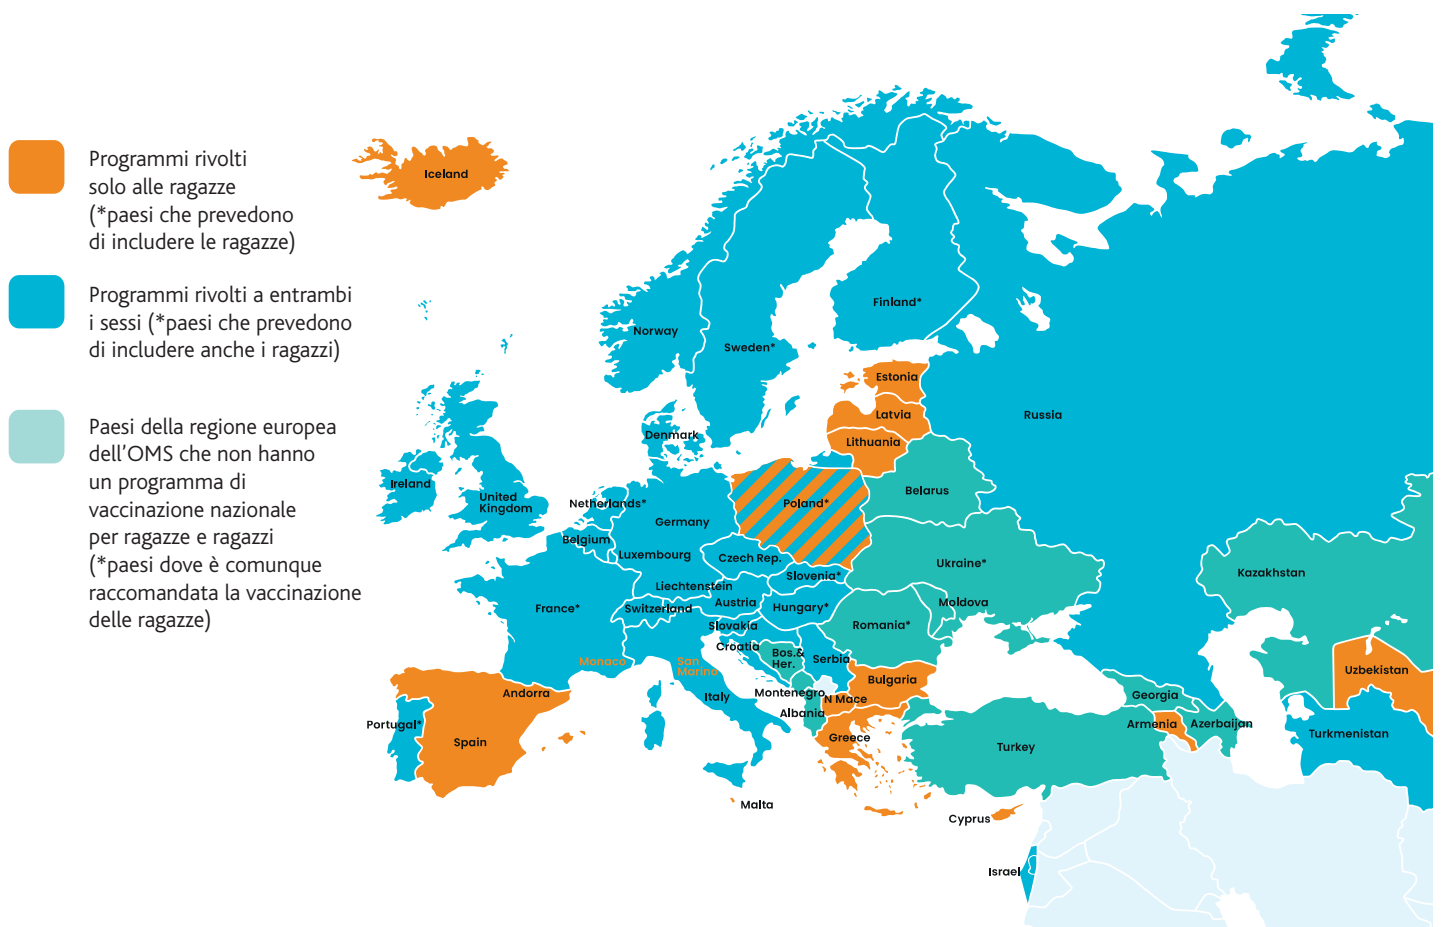 Programmi rivolti
solo alle ragazze
(*paesi che prevedono
di includere le ragazze)
Programmi rivolti a entrambi
i sessi (*paesi che prevedono
di includere anche i ragazzi)
Paesi della regione europea
dell'OMS che non hanno
un programma di
vaccinazione nazionale
per ragazze e ragazzi
(*paesi dove è comunque
raccomandata la vaccinazione
delle ragazze)
Iceland
Norway
Sweden*
Finland*
Estonia
Latvia
Lithuania
Russia
Denmark
Ireland
United
Kingdom
Netherlands*
Belgium
Germany
Luxembourg
Poland*
Belarus
Czech Rep.
Slovenia*
Ukraine*
Kazakhstan
Liechtenstein
France*
Switzerland
Austria
Hungary*
Moldova
Slovakia
Romania*
Croatia
Bos.&
Her.
Serbia
Monaco
San
Marino
Bulgaria
Uzbekistan
Andorra
Italy
Montenegro
N Mace
Georgia
Albania
Portugal*
Spain
Greece
Turkey
Armenia
Azerbaijan
Turkmenistan
Malta
Cyprus
Israel